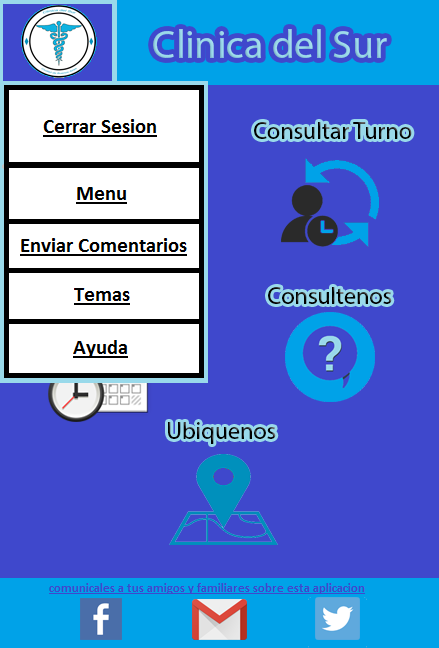 Clinica del Sur
Cerrar Sesion
Menu
Enviar Comentarios
Temas
Ayuda
Consultar Turno
Consultenos
?
Ubiquenos
comunicales a tus amigos y familiares sobre esta aplicacion
f